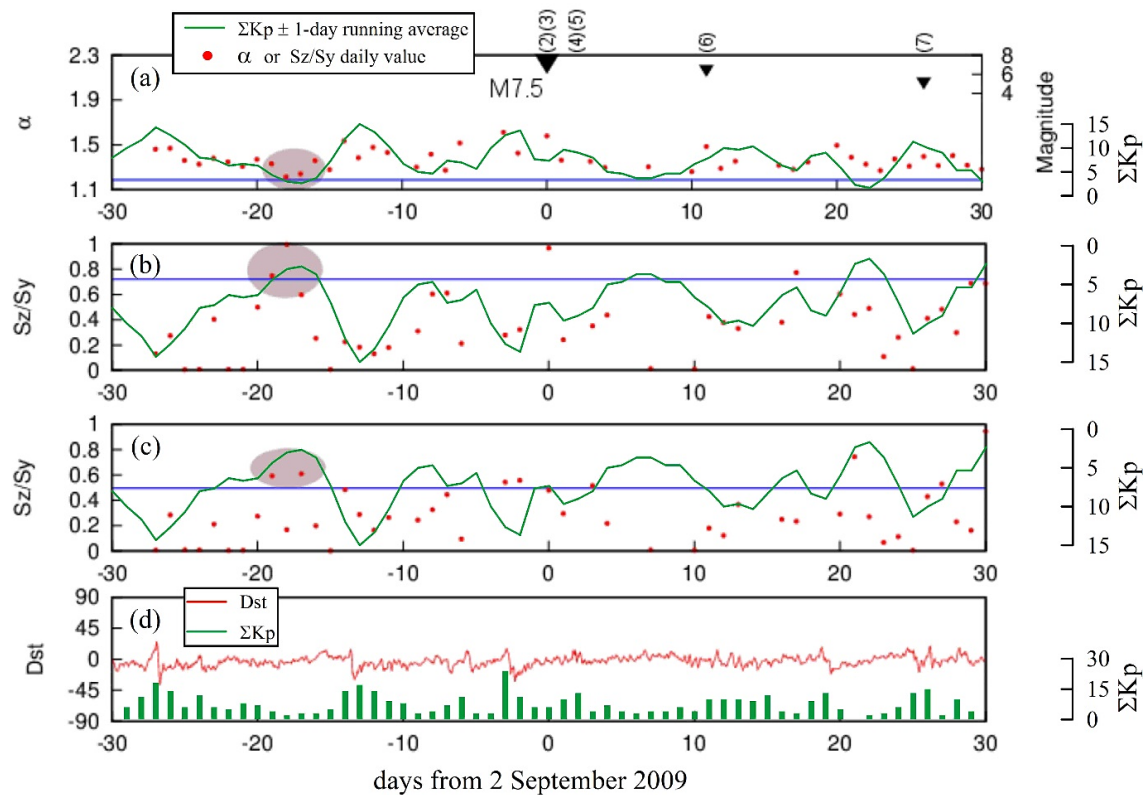 ΣKp ± 1-day running average
α or Sz/Sy daily value
(2)(3)
(4)(5)
(6)
(7)
(a)
M7.5
α
2.3
1.9
1.5
1.1
8
6
4
Magnitude
15
10
5
0
ΣKp
-30 -20 -10 0 10 20 30
(b)
Sz/Sy
1
0.8
0.6
0.4
0.2
0
0
5
10
15
ΣKp
-30 -20 -10 0 10 20 30
(c)
Sz/Sy
1
0.8
0.6
0.4
0.2
0
0
5
10
15
ΣKp
-30 -20 -10 0 10 20 30
(d)
Dst
ΣKp
Dst
90
45
0
-45
-90
30
15
0
ΣKp
-30 -20 -10 0 10 20 30
days from 2 September 2009